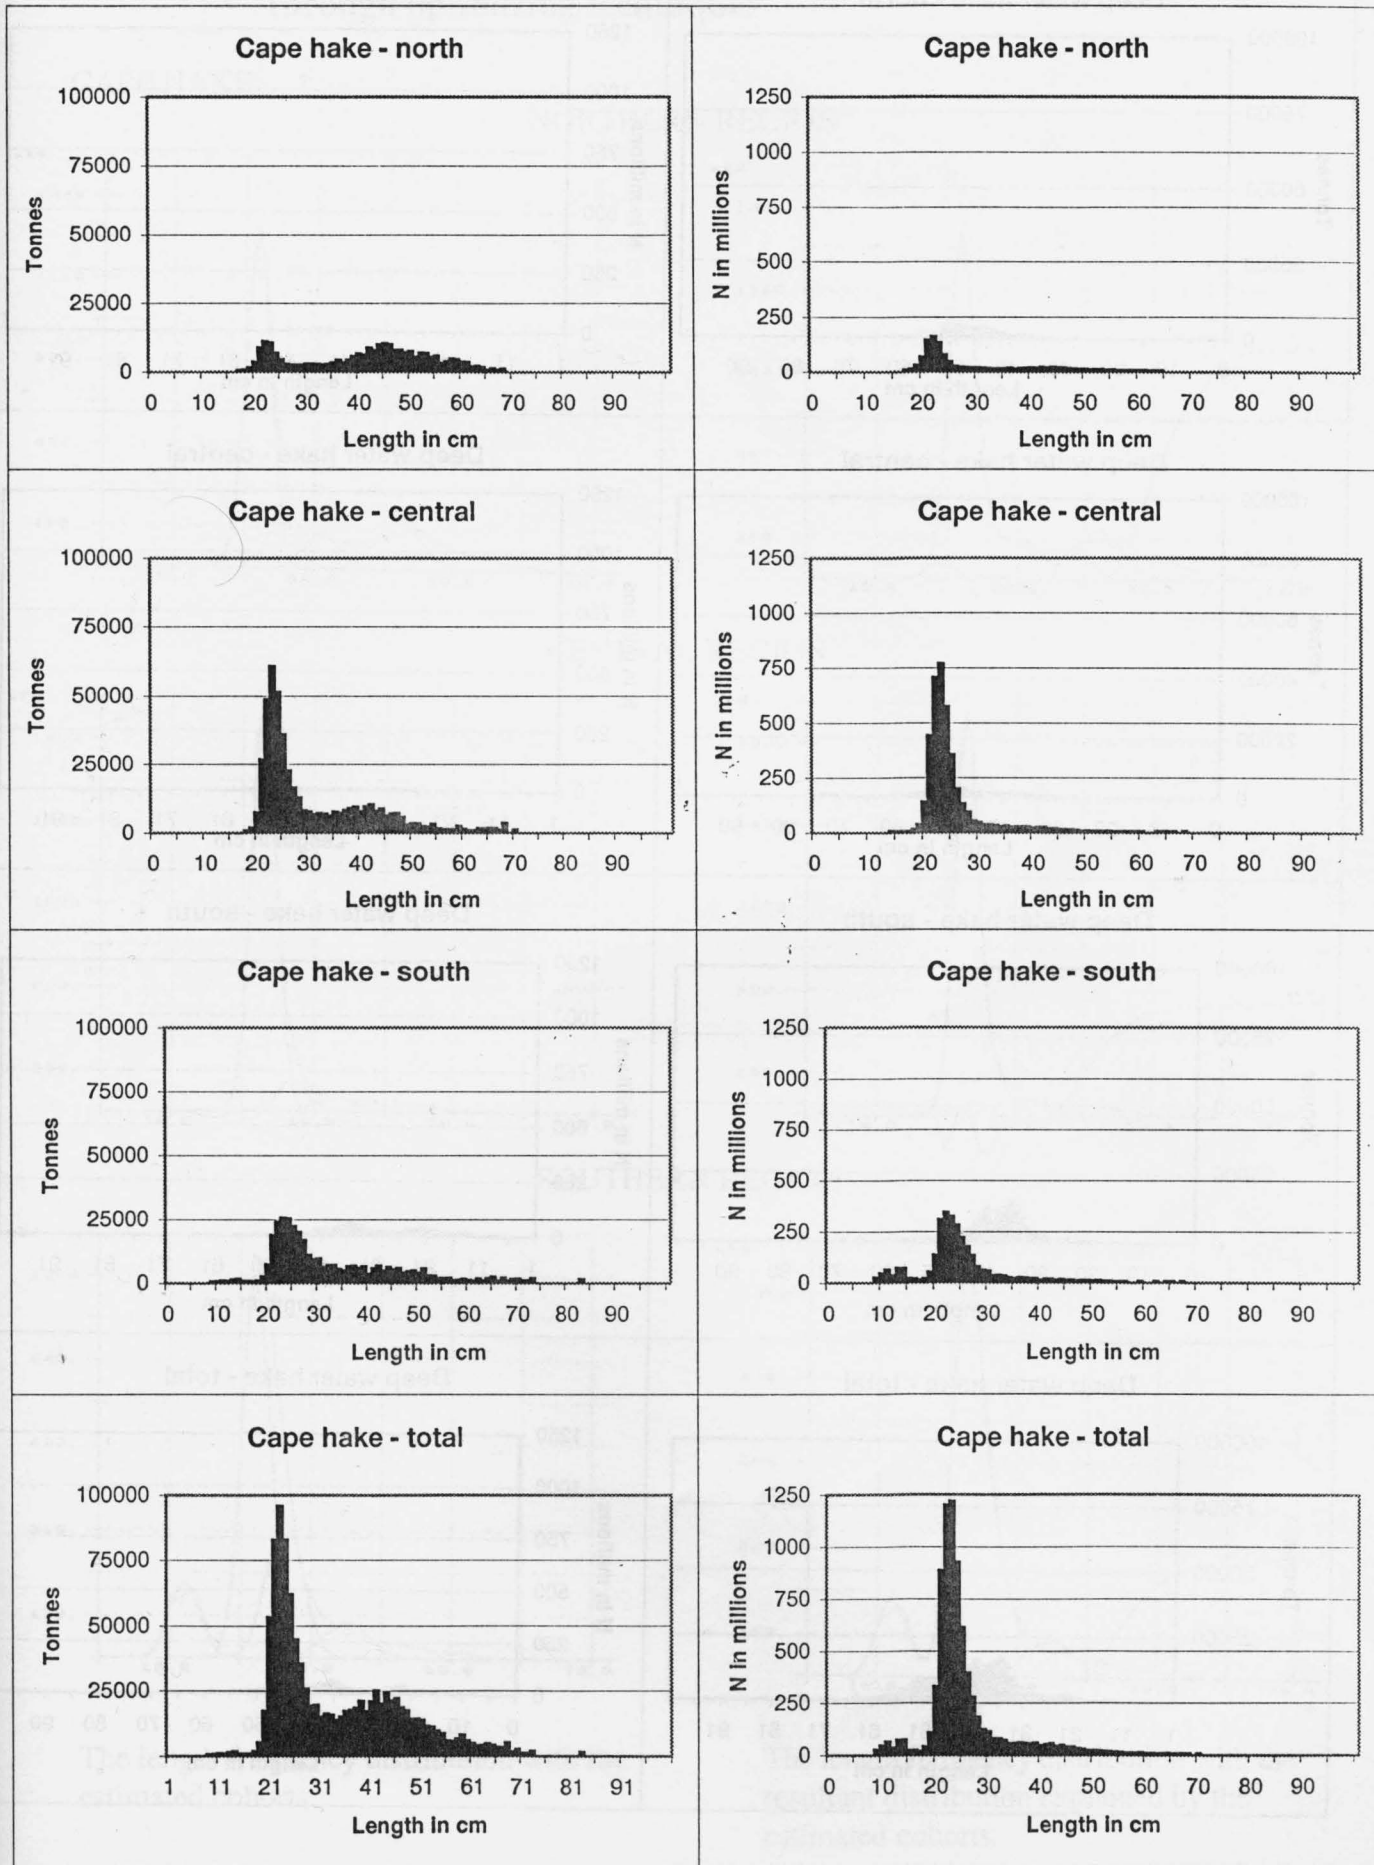 Cape hake - north
100000
75000
50000
25000
0
Tonnes
0 10 20 30 40 50 60 70 80 90
Length in cm
Cape hake - north
1250
1000
750
500
250
0
N in millions
0 10 20 30 40 50 60 70 80 90
Length in cm
Cape hake - central
100000
75000
50000
25000
0
Tonnes
0 10 20 30 40 50 60 70 80 90
Length in cm
Cape hake - central
1250
1000
750
500
250
0
N in millions
0 10 20 30 40 50 60 70 80 90
Length in cm
Cape hake - south
100000
75000
50000
25000
0
Tonnes
0 10 20 30 40 50 60 70 80 90
Length in cm
Cape hake - south
1250
1000
750
500
250
0
N in millions
0 10 20 30 40 50 60 70 80 90
Length in cm
Cape hake - total
100000
75000
50000
25000
Tonnes
1 11 21 31 41 51 61 71 81 91
Length in cm
Cape hake - total
1250
1000
750
500
250
0
N in millions
0 10 20 30 40 50 60 70 80 90
Length in cm